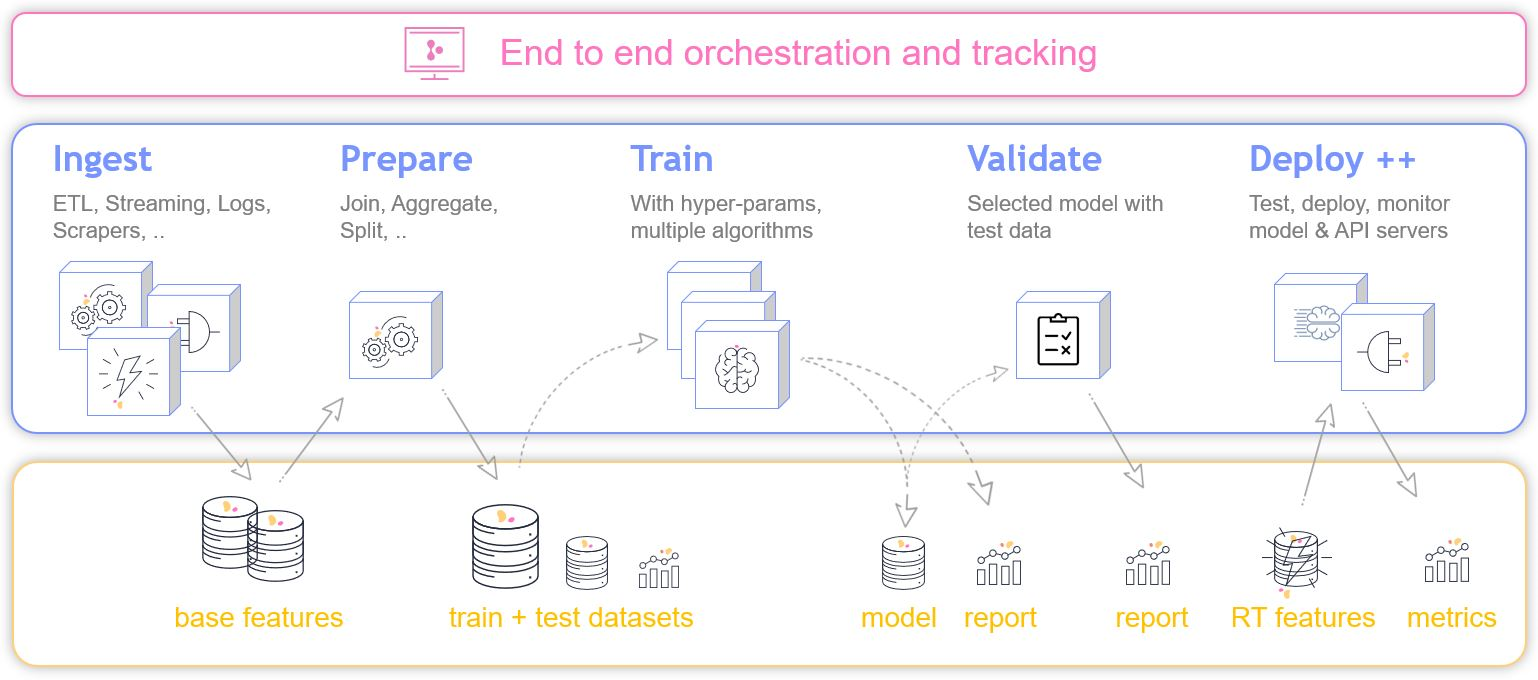 End to end orchestration and tracking
Ingest
ETL, Streaming, Logs,
Scrapers, ..
Prepare
Join, Aggregate,
Split, ..
Train
With hyper-params,
multiple algorithms
Validate
Selected model with
test data
Deploy ++
Test, deploy, monitor
model & API servers
base features
train + test datasets
model
report
report
RT features
metrics